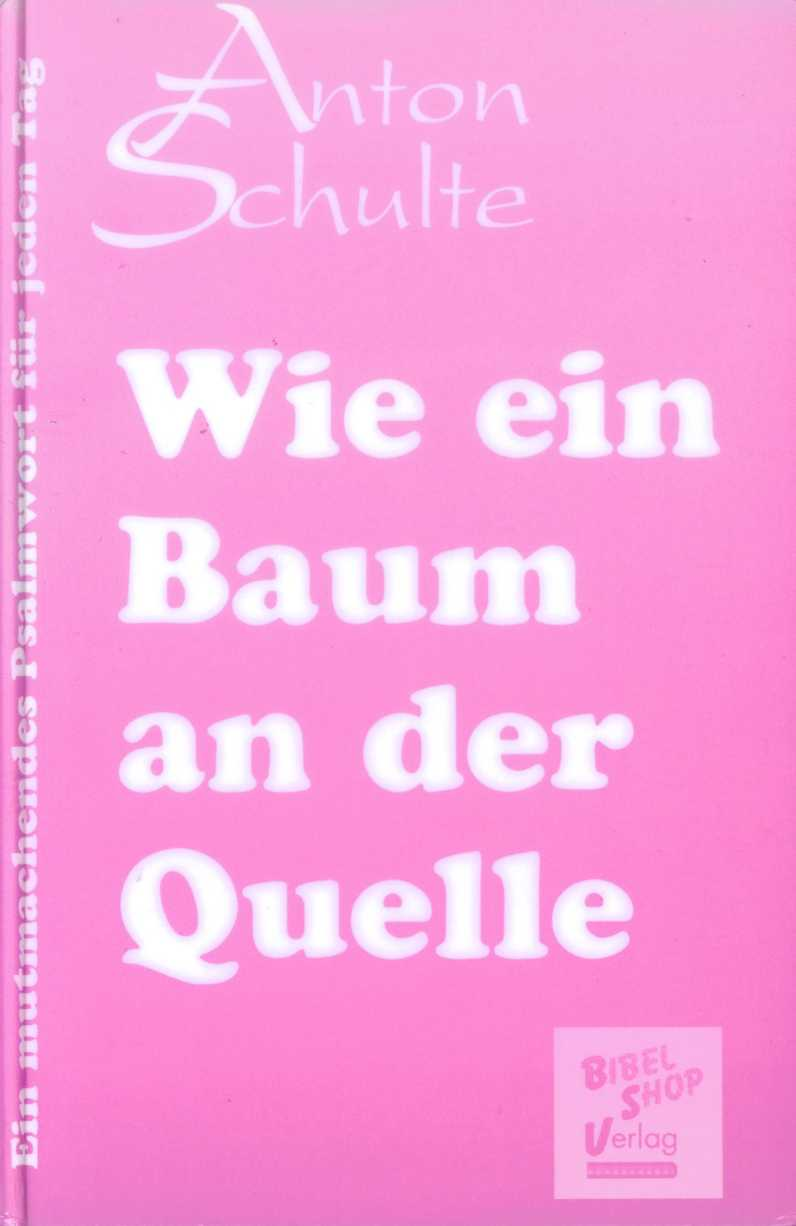 Anton
Schulte
Wie ein
Baum
an der
Quelle
Ein mutmachendes Psalmwort für jeden Tag
BIBEL
SHOP
Verlag